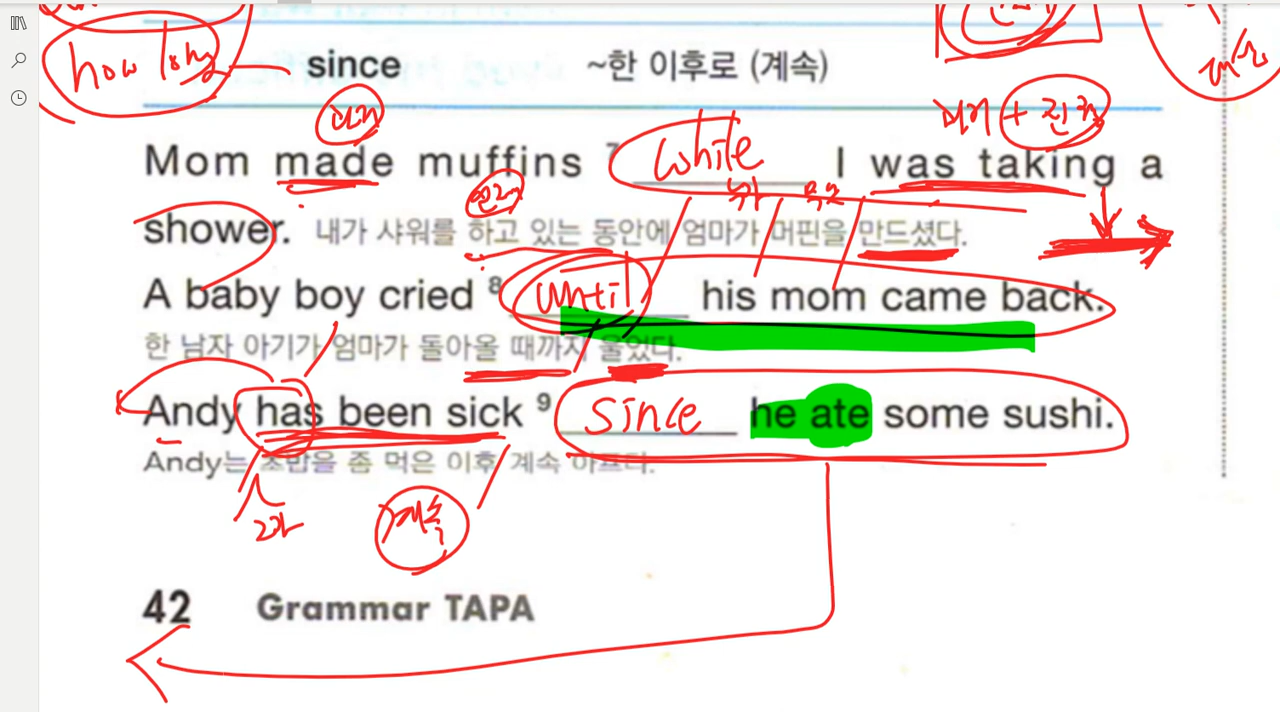 how long since ~한 이후로 (계속)
과거 과거 + 진행
Mom made muffins 7 while I was taking a
shower. 내가 샤워를 하고 있는 동안에 엄마가 머핀을 만드셨다.
A baby boy cried 8 until his mom came back.
한 남자 아기가 엄마가 돌아올 때까지 울었다.
Andy has been sick 9 since he ate some sushi.
Andy는 초밥을 좀 먹은 이후 계속 아프다.
계속
42 Grammar TAPA